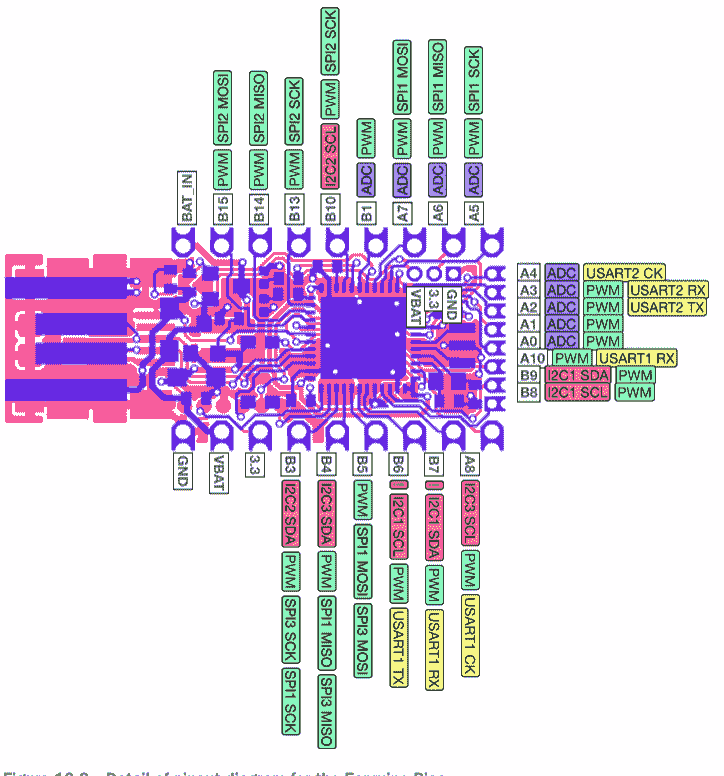 BAT_IN
B15 PWM SPI2 MOSI
B14 PWM SPI2 MISO
B13 PWM SPI2 SCK
B10 I2C2 SCL PWM SPI2 SCK
B1 ADC PWM
A7 ADC PWM SPI1 MOSI
A6 ADC PWM SPI1 MISO
A5 ADC PWM SPI1 SCK
A4 ADC USART2 CK
A3 ADC PWM USART2 RX
A2 ADC PWM USART2 TX
A1 ADC PWM
A0 ADC PWM
A10 PWM USART1 RX
B9 I2C1 SDA PWM
B8 I2C1 SCL PWM
VBAT
3.3
GND
GND
VBAT
3.3
B3 I2C2 SDA PWM SPI3 SCK SPI1 SCK
B4 I2C3 SDA PWM SPI1 MISO SPI3 MISO
B5 PWM SPI1 MOSI SPI3 MOSI
B6 I2C1 SCL PWM USART1 TX
B7 I2C1 SDA PWM USART1 RX
A8 I2C3 SCL PWM USART1 CK